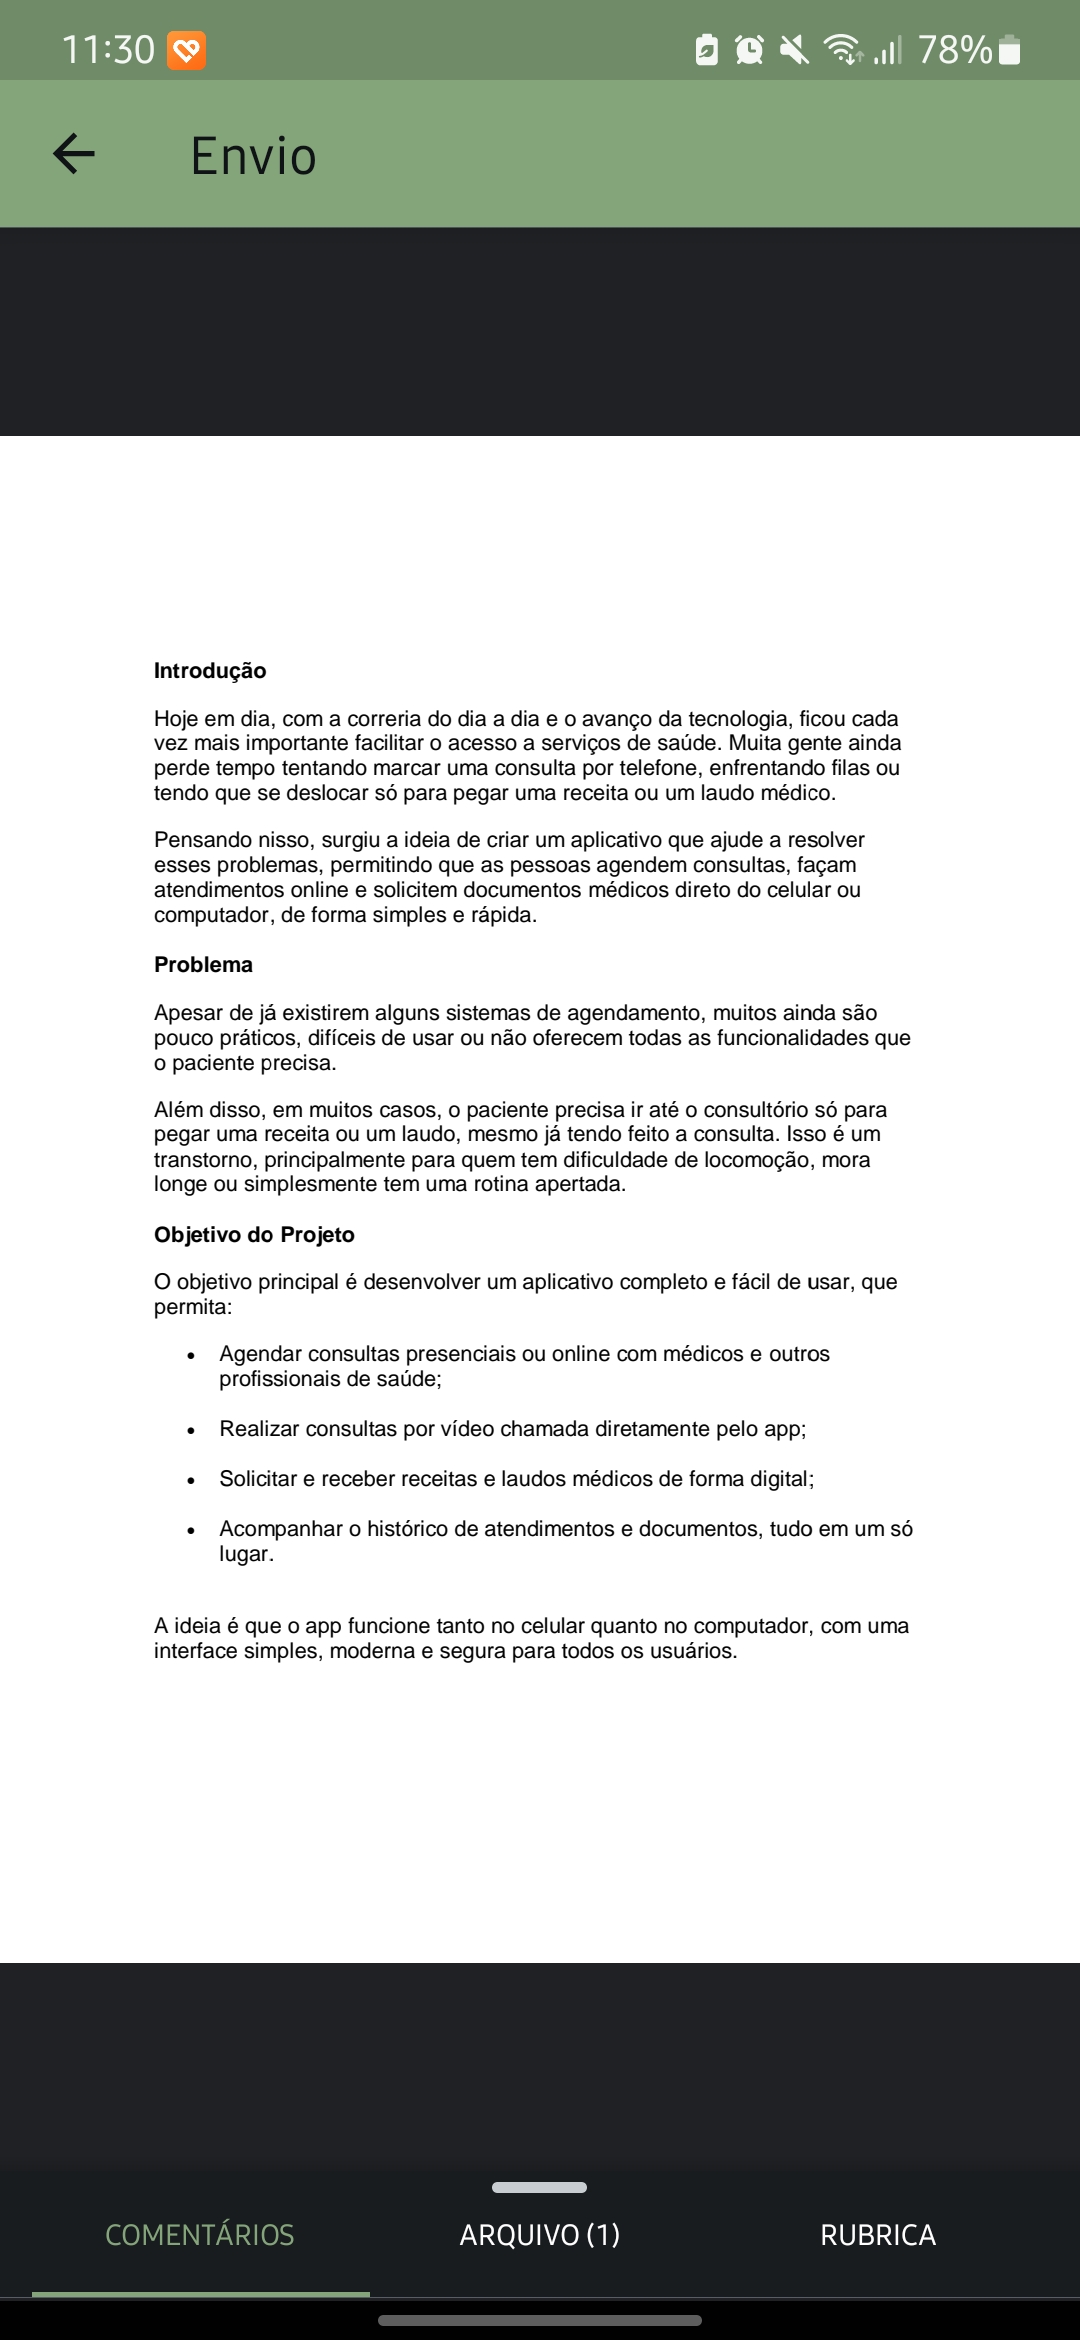 11:30
78%
Envio
Introdução
Hoje em dia, com a correria do dia a dia e o avanço da tecnologia, ficou cada
vez mais importante facilitar o acesso a serviços de saúde. Muita gente ainda
perde tempo tentando marcar uma consulta por telefone, enfrentando filas ou
tendo que se deslocar só para pegar uma receita ou um laudo médico.
Pensando nisso, surgiu a ideia de criar um aplicativo que ajude a resolver
esses problemas, permitindo que as pessoas agendem consultas, façam
atendimentos online e solicitem documentos médicos direto do celular ou
computador, de forma simples e rápida.
Problema
Apesar de já existirem alguns sistemas de agendamento, muitos ainda são
pouco práticos, difíceis de usar ou não oferecem todas as funcionalidades que
o paciente precisa.
Além disso, em muitos casos, o paciente precisa ir até o consultório só para
pegar uma receita ou um laudo, mesmo já tendo feito a consulta. Isso é um
transtorno, principalmente para quem tem dificuldade de locomoção, mora
longe ou simplesmente tem uma rotina apertada.
Objetivo do Projeto
O objetivo principal é desenvolver um aplicativo completo e fácil de usar, que
permita:
• Agendar consultas presenciais ou online com médicos e outros
profissionais de saúde;
• Realizar consultas por vídeo chamada diretamente pelo app;
• Solicitar e receber receitas e laudos médicos de forma digital;
• Acompanhar o histórico de atendimentos e documentos, tudo em um só
lugar.
A ideia é que o app funcione tanto no celular quanto no computador, com uma
interface simples, moderna e segura para todos os usuários.
COMENTÁRIOS
ARQUIVO (1)
RUBRICA